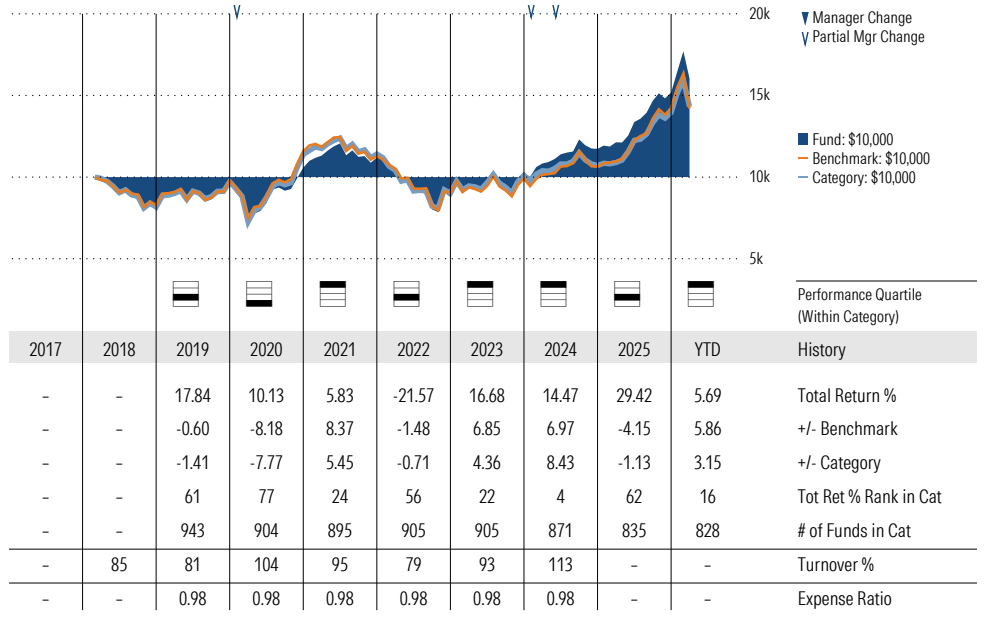 20k
▼ Manager Change
Partial Mgr Change
15k
Fund: $10,000
Benchmark: $10,000
10k
Category: $10,000
5k
Performance Quartile
(Within Category)
2017 2018 2019 2020 2021 2022 2023 2024 2025 YTD History
– – 17.84 10.13 5.83 -21.57 16.68 14.47 29.42 5.69 Total Return %
– – -0.60 -8.18 8.37 -1.48 6.85 6.97 -4.15 5.86 +/- Benchmark
– – -1.41 -7.77 5.45 -0.71 4.36 8.43 -1.13 3.15 +/- Category
– – 61 77 24 56 22 4 62 16 Tot Ret % Rank in Cat
– – 943 904 895 905 905 871 835 828 # of Funds in Cat
– 85 81 104 95 79 93 113 – – Turnover %
– – 0.98 0.98 0.98 0.98 0.98 0.98 – – Expense Ratio